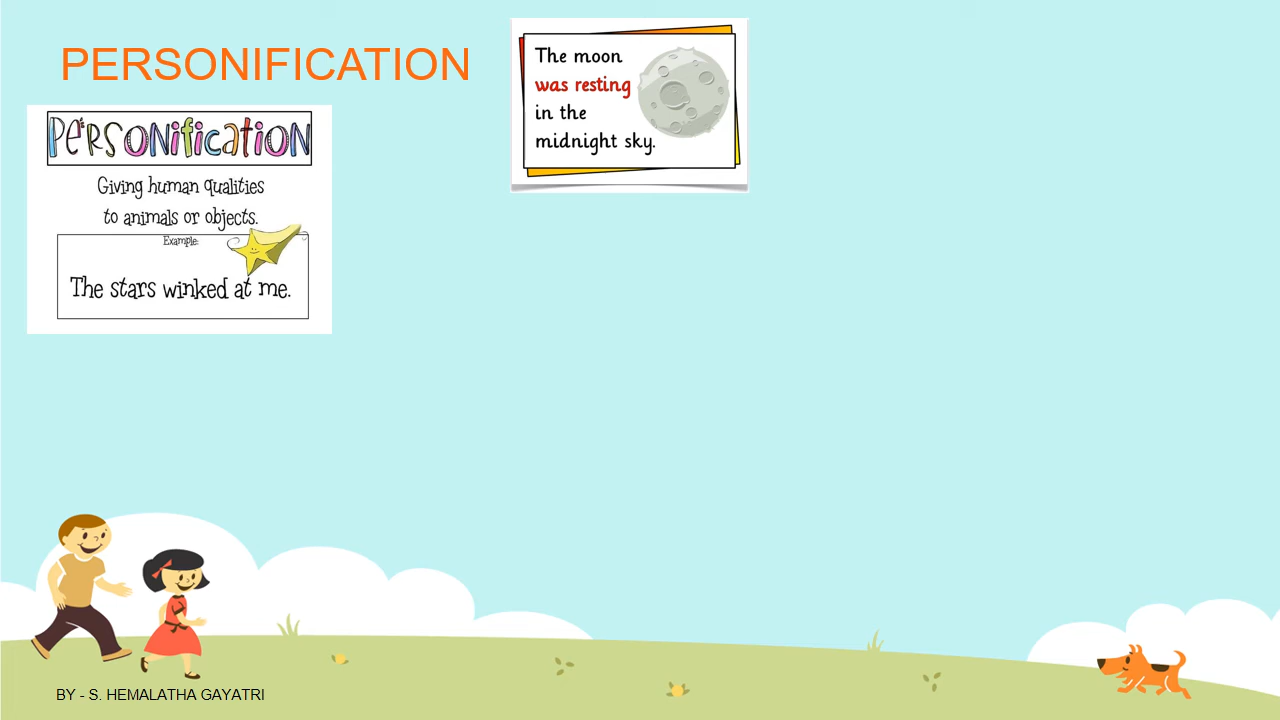 PERSONIFICATION
Personification
Giving human qualities
to animals or objects.
Example:
The stars winked at me.
The moon
was resting
in the
midnight sky.
BY - S. HEMALATHA GAYATRI